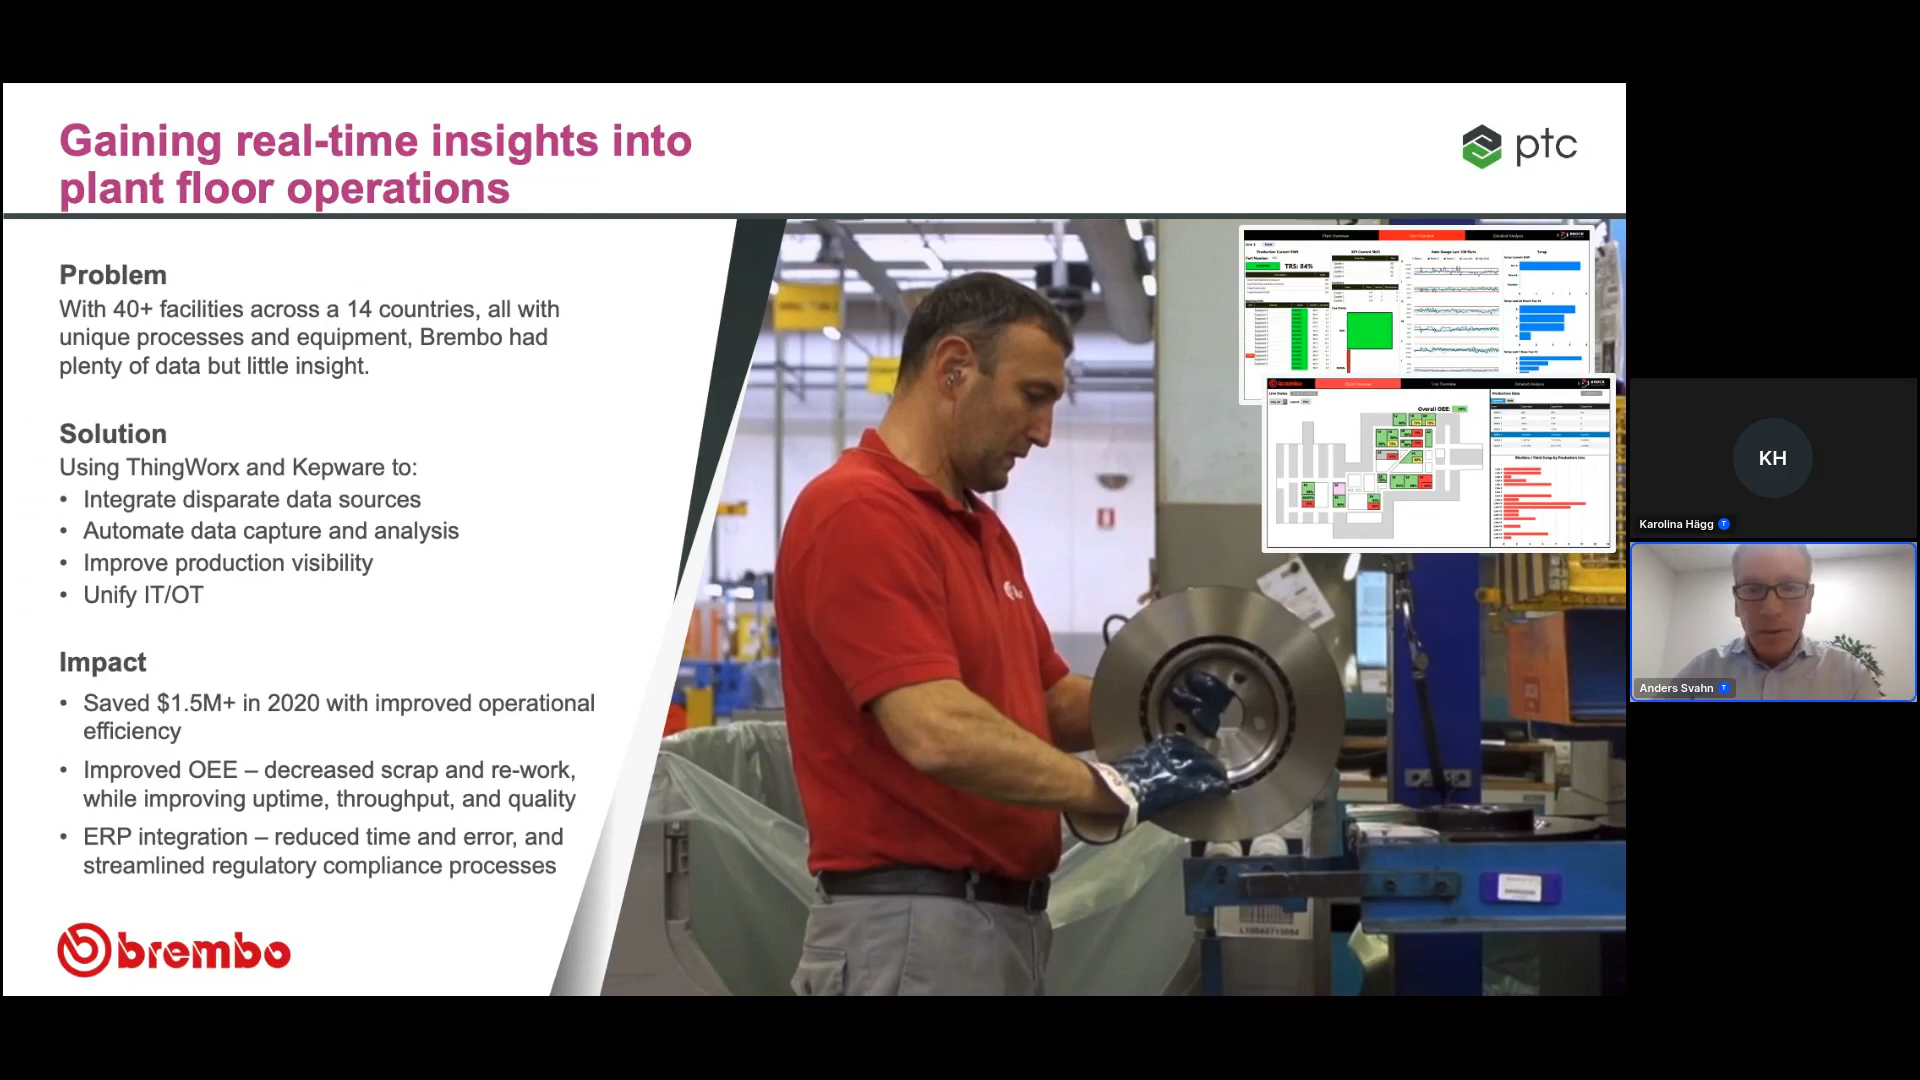 Gaining real-time insights into
plant floor operations
ptc
Problem
With 40+ facilities across a 14 countries, all with
unique processes and equipment, Brembo had
plenty of data but little insight.
Solution
Using ThingWorx and Kepware to:
• Integrate disparate data sources
• Automate data capture and analysis
• Improve production visibility
• Unify IT/OT
Impact
• Saved $1.5M+ in 2020 with improved operational
efficiency
• Improved OEE – decreased scrap and re-work,
while improving uptime, throughput, and quality
• ERP integration – reduced time and error, and
streamlined regulatory compliance processes
brembo
TRS: 84%
Overall OEE:
KH
Karolina Hägg
Anders Svahn